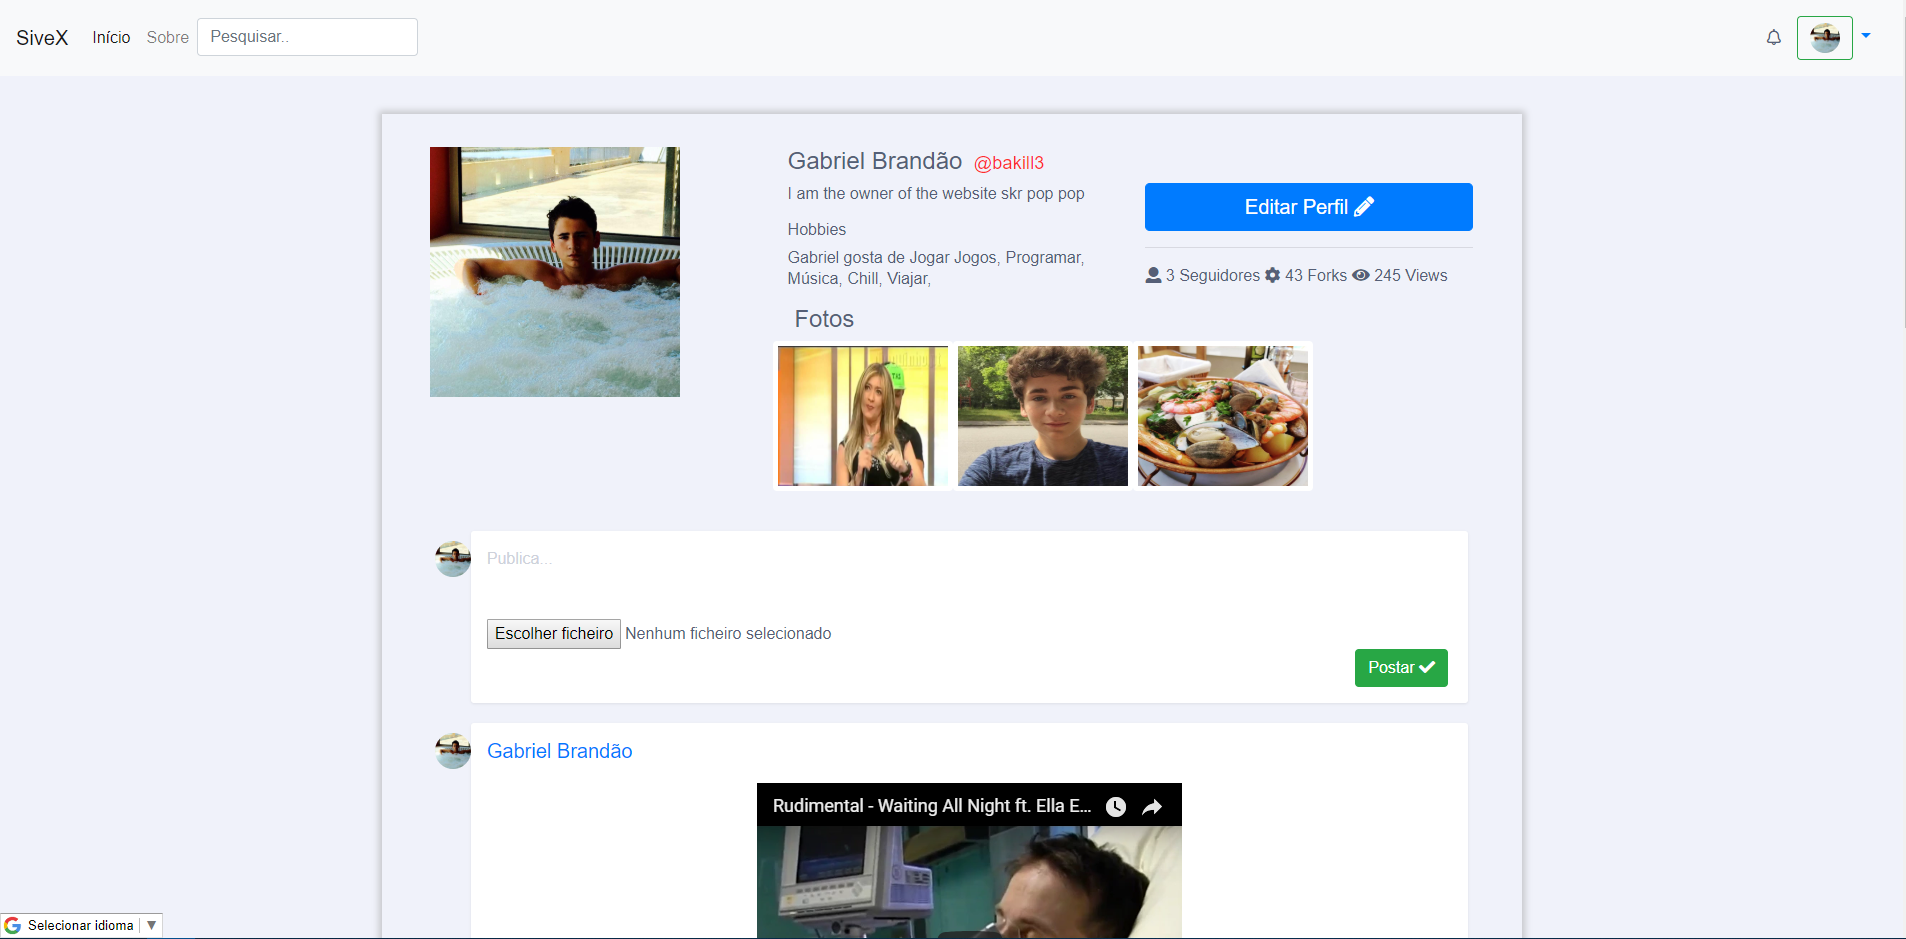 SiveX Início Sobre Pesquisar..
Gabriel Brandão @bakill3
I am the owner of the website skr pop pop
Editar Perfil
Hobbies
Gabriel gosta de Jogar Jogos, Programar,
Música, Chill, Viajar,
3 Seguidores 43 Forks 245 Views
Fotos
Publica...
Escolher ficheiro Nenhum ficheiro selecionado
Postar
Gabriel Brandão
Rudimental - Waiting All Night ft. Ella E...
Selecionar idioma ▼